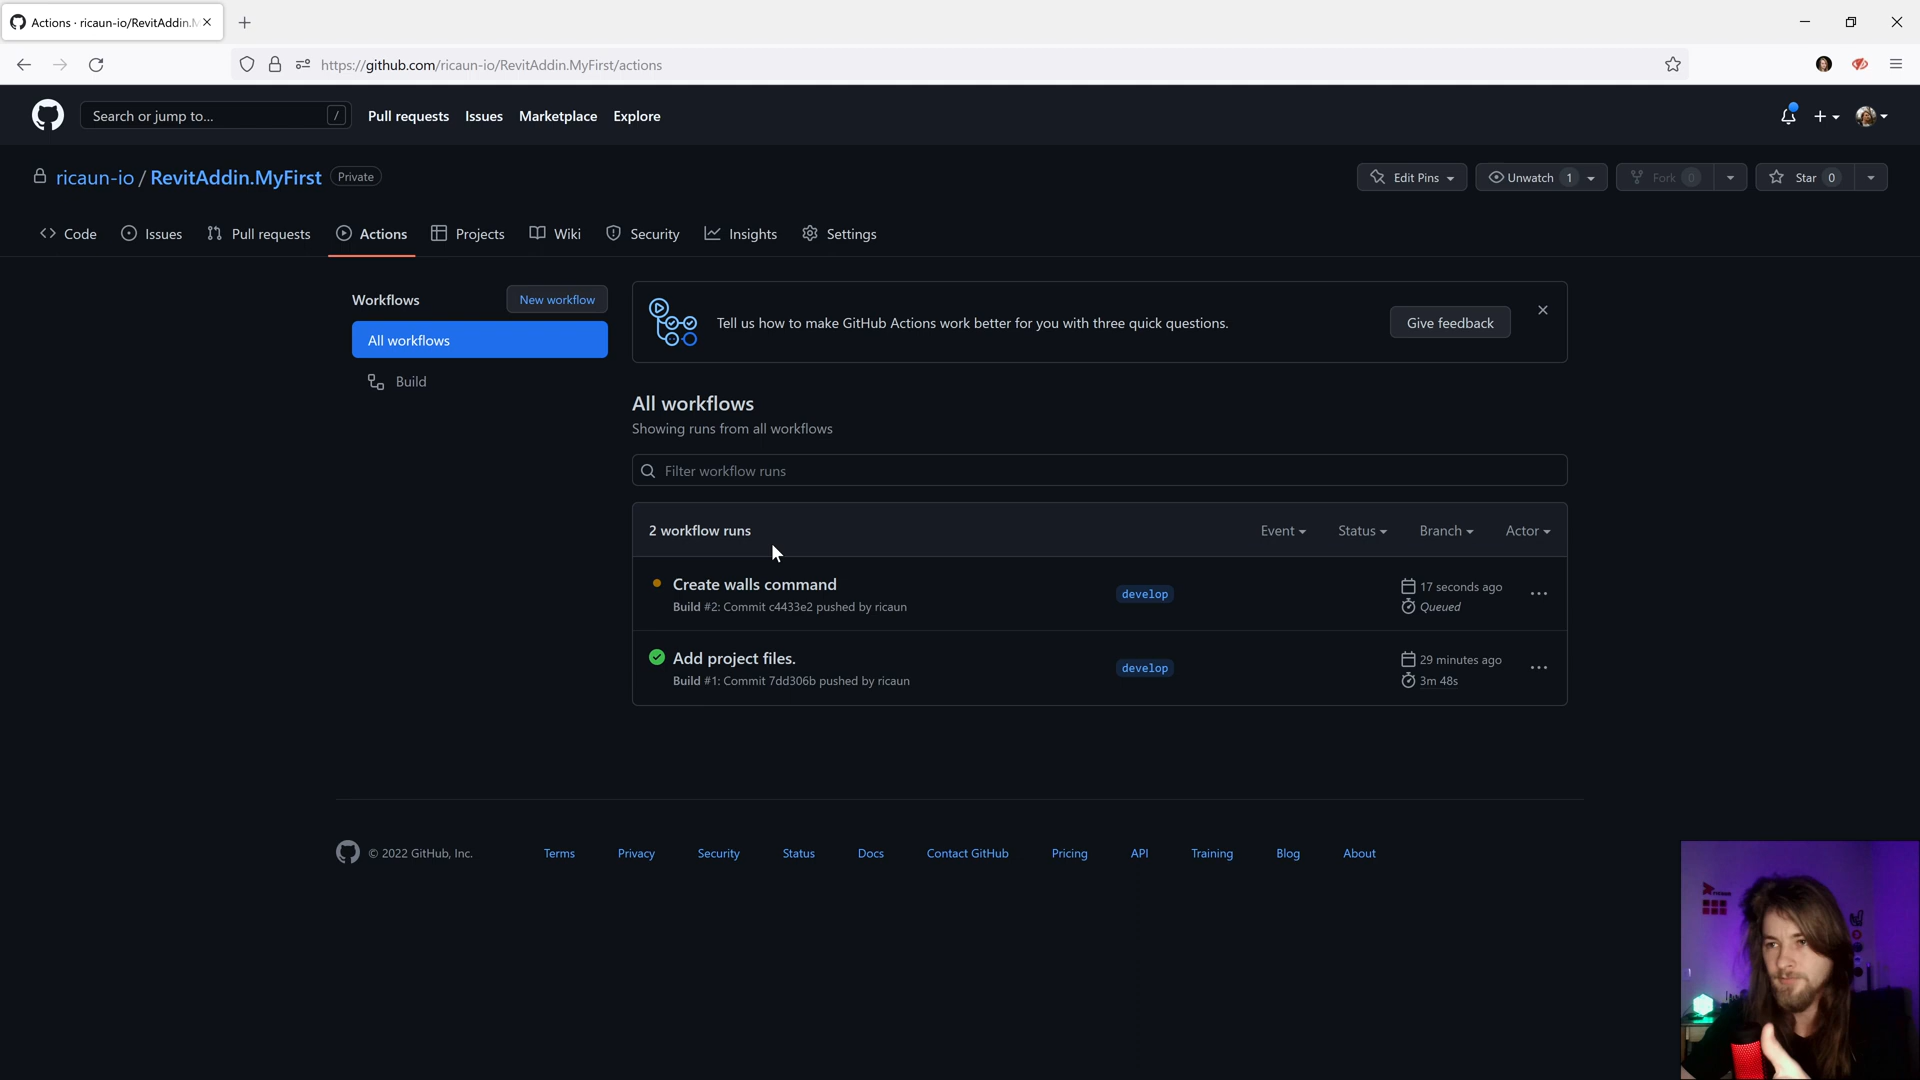 Actions · ricaun-io/RevitAddin.M
https://github.com/ricaun-io/RevitAddin.MyFirst/actions
Search or jump to...
/
Pull requests
Issues
Marketplace
Explore
ricaun-io / RevitAddin.MyFirst
Private
Edit Pins
Unwatch 1
Fork 0
Star 0
Code
Issues
Pull requests
Actions
Projects
Wiki
Security
Insights
Settings
Workflows
New workflow
All workflows
Build
Tell us how to make GitHub Actions work better for you with three quick questions.
Give feedback
All workflows
Showing runs from all workflows
Filter workflow runs
2 workflow runs
Event
Status
Branch
Actor
Create walls command
Build #2: Commit c4433e2 pushed by ricaun
develop
17 seconds ago
Queued
Add project files.
Build #1: Commit 7dd306b pushed by ricaun
develop
29 minutes ago
3m 48s
© 2022 GitHub, Inc.
Terms
Privacy
Security
Status
Docs
Contact GitHub
Pricing
API
Training
Blog
About